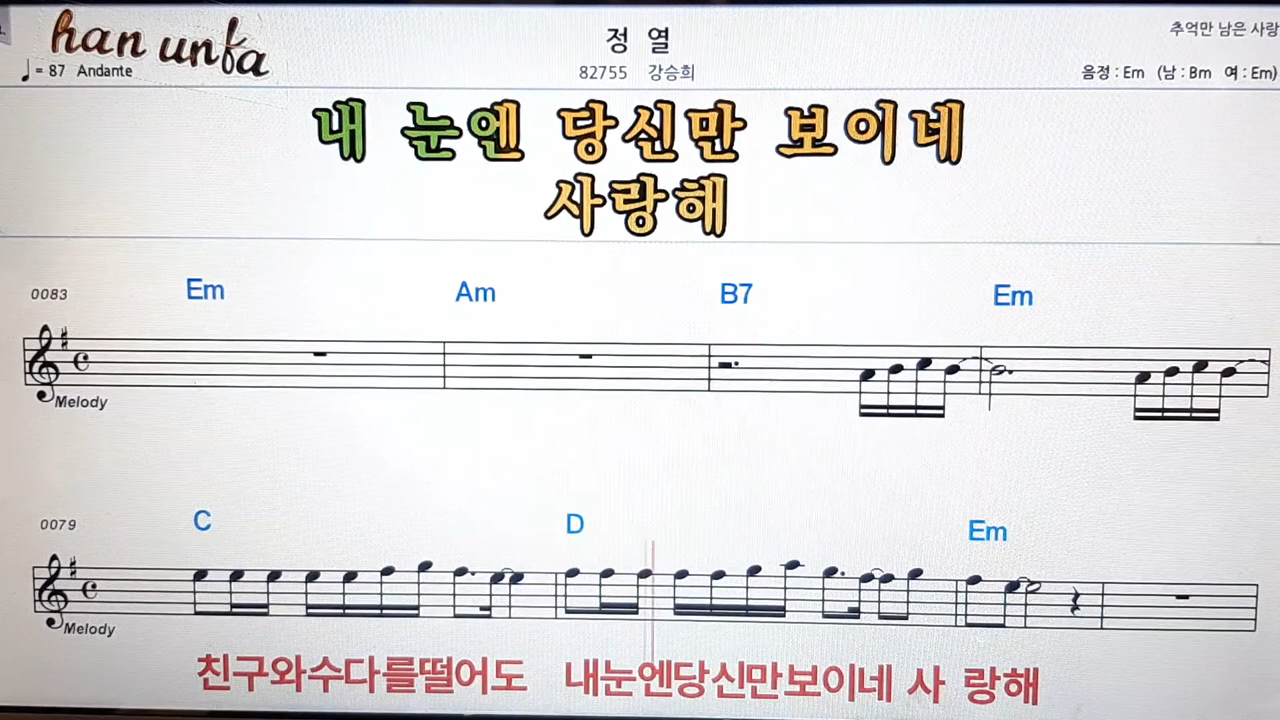 han unfa
정 열
추억만 남은 사랑
♩= 87 Andante
82755 강승희
음정 : Em (남 : Bm 여 : Em)
내 눈엔 당신만 보이네
사랑해
0083
Em Am B7 Em
Melody
0079
C D Em
Melody
친구와수다를떨어도 내눈엔당신만보이네 사 랑해